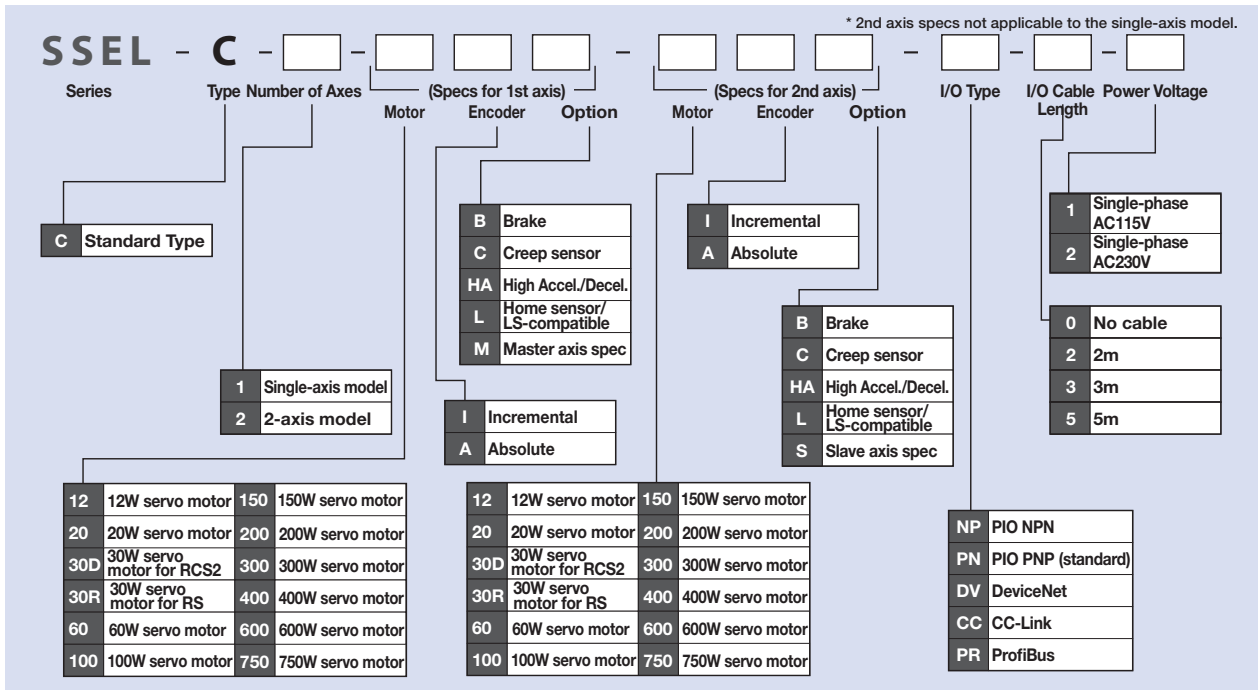 * 2nd axis specs not applicable to the single-axis model.
SSEL - C - - - - -
Series
Type
Number of Axes
(Specs for 1st axis)
Motor
Encoder
Option
(Specs for 2nd axis)
Motor
Encoder
Option
I/O Type
I/O Cable
Length
Power Voltage
C Standard Type
1 Single-axis model
2 2-axis model
12 12W servo motor 150 150W servo motor
20 20W servo motor 200 200W servo motor
30D 30W servo
motor for RCS2 300 300W servo motor
30R 30W servo
motor for RS 400 400W servo motor
60 60W servo motor 600 600W servo motor
100 100W servo motor 750 750W servo motor
I Incremental
A Absolute
B Brake
C Creep sensor
HA High Accel./Decel.
L Home sensor/
LS-compatible
M Master axis spec
12 12W servo motor 150 150W servo motor
20 20W servo motor 200 200W servo motor
30D 30W servo
motor for RCS2 300 300W servo motor
30R 30W servo
motor for RS 400 400W servo motor
60 60W servo motor 600 600W servo motor
100 100W servo motor 750 750W servo motor
I Incremental
A Absolute
B Brake
C Creep sensor
HA High Accel./Decel.
L Home sensor/
LS-compatible
S Slave axis spec
NP PIO NPN
PN PIO PNP (standard)
DV DeviceNet
CC CC-Link
PR ProfiBus
0 No cable
2 2m
3 3m
5 5m
1 Single-phase
AC115V
2 Single-phase
AC230V